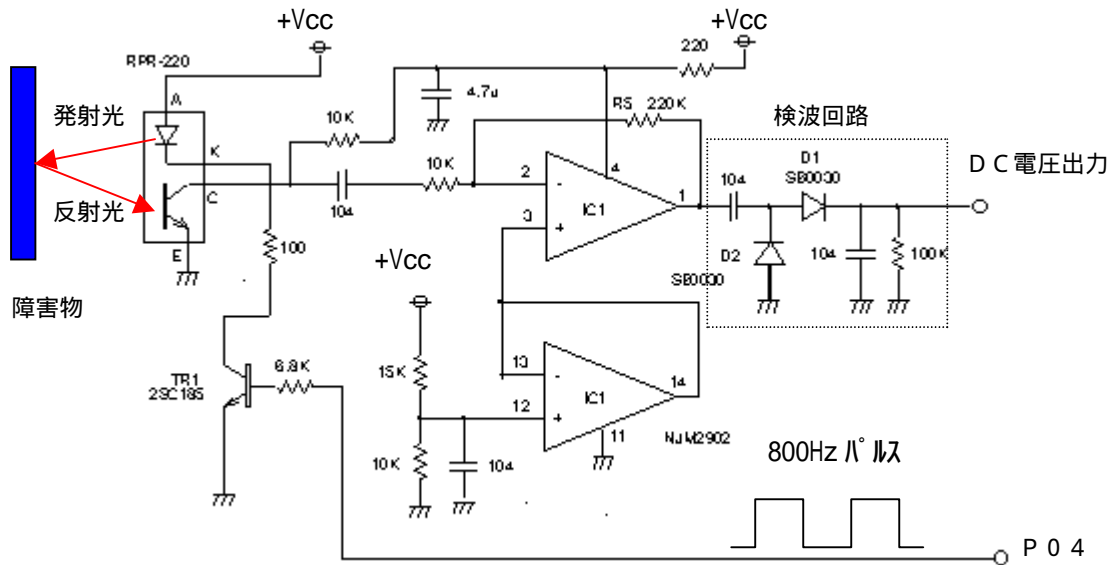 +Vcc
+Vcc
RPR-220
220
A
4.7u
R5 220K
発射光
10K
検波回路
K
D1
SB0030
DC電圧出力
10K
2
-
4
104
C
1
反射光
104
3
+
IC1
E
100
D2
104
100K
+Vcc
SB0030
障害物
15K
13
-
14
6.8K
TR1
2SC185
IC1
12
+
11
NJM2902
10K
104
800Hz パルス
P04